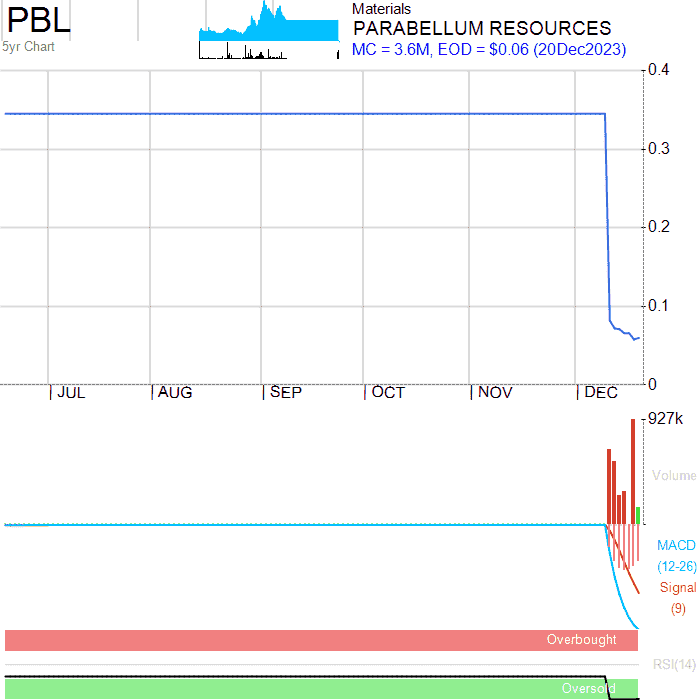 PBL
5yr Chart
Materials
PARABELLUM RESOURCES
MC = 3.6M, EOD = $0.06 (20Dec2023)
0.4
0.3
0.2
0.1
0
JUL AUG SEP OCT NOV DEC
927k
Volume
MACD
(12-26)
Signal
(9)
Overbought
RSI(14)
Oversold